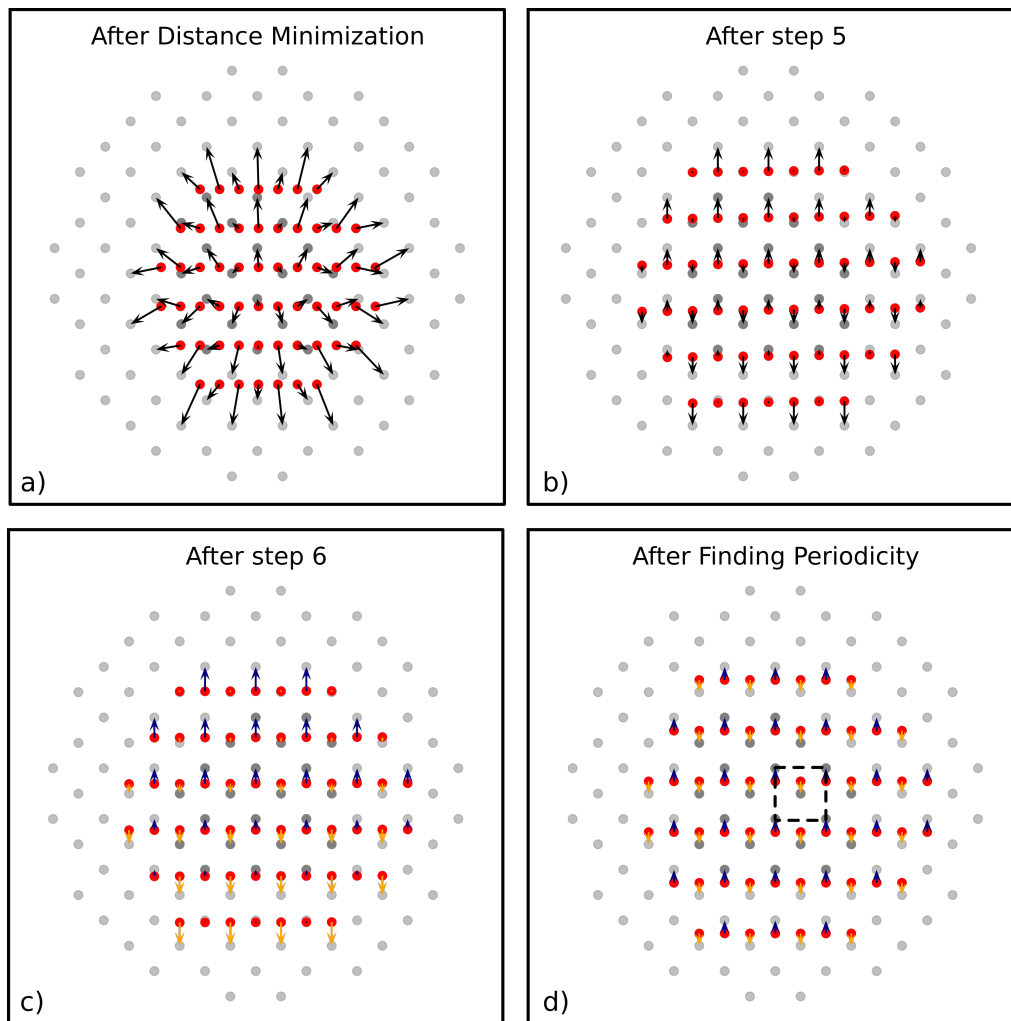 After Distance Minimization
a)
After step 5
b)
After step 6
c)
After Finding Periodicity
d)